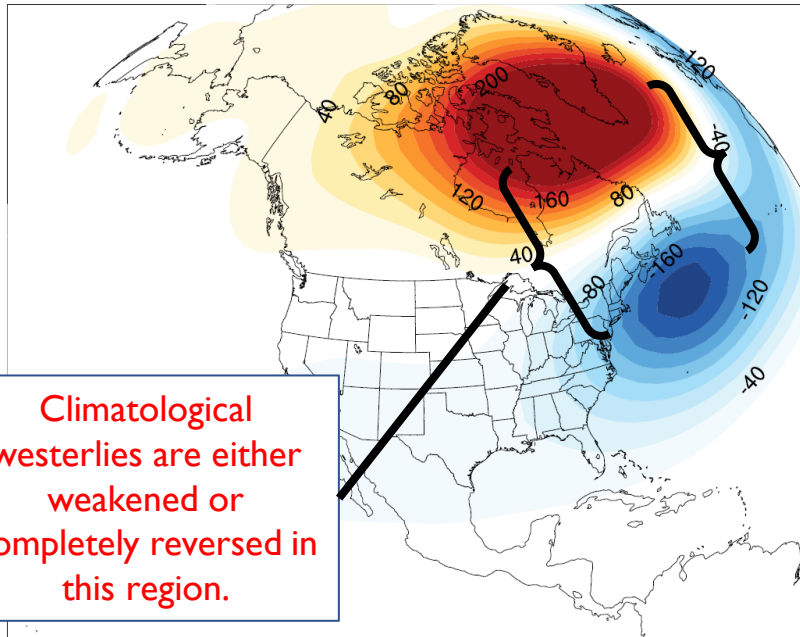 -120
200
80
40
-40
120
160
80
40
-160
-80
-120
-40
Climatological
westerlies are either
weakened or
ompletely reversed in
this region.